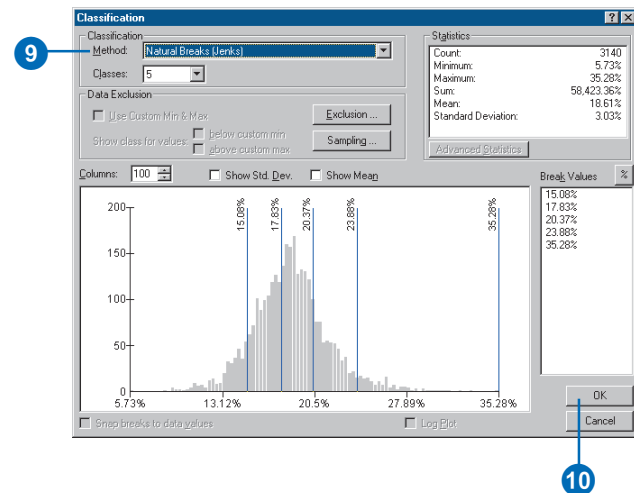 Classification
Classification
Method: Natural Breaks (Jenks)
Classes: 5
Data Exclusion
Use Custom Min & Max
Exclusion ...
Show class for values:
below custom min
above custom max
Sampling ...
Statistics
Count: 3140
Minimum: 5.73%
Maximum: 35.28%
Sum: 58,423.36%
Mean: 18.61%
Standard Deviation: 3.03%
Advanced Statistics
Columns: 100
Show Std. Dev.
Show Mean
Break Values
%
15.08%
17.83%
20.37%
23.88%
35.28%
15.08%
17.83%
20.37%
23.88%
35.28%
200
150
100
50
0
5.73%
13.12%
20.5%
27.89%
35.28%
Snap breaks to data values
Log Plot
OK
Cancel
9
10